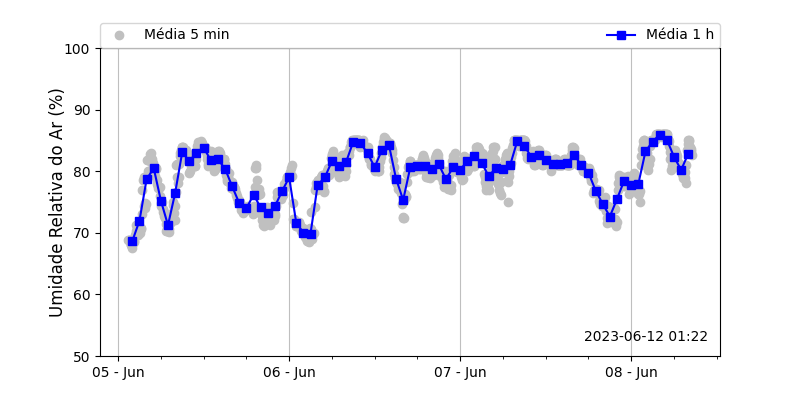 Média 5 min
Média 1 h
Umidade Relativa do Ar (%)
100
90
80
70
60
50
2023-06-12 01:22
05 - Jun
06 - Jun
07 - Jun
08 - Jun